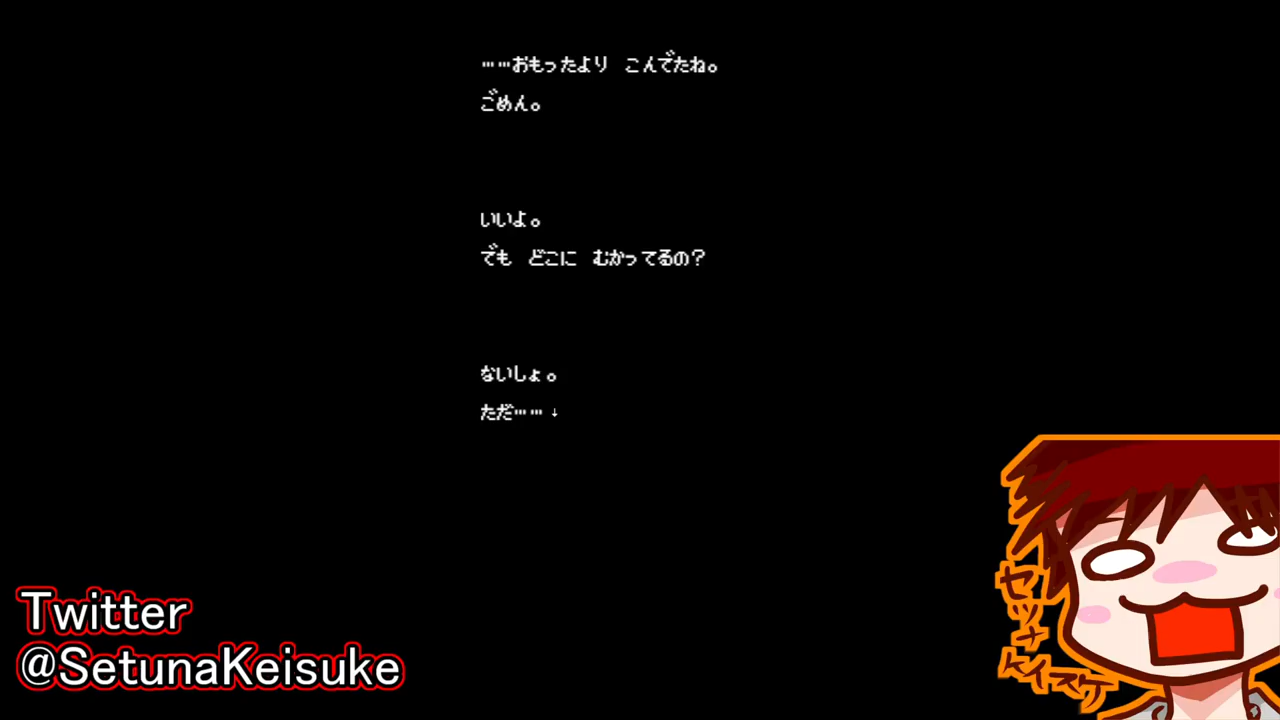 ……おもったより　こんでたね。
ごめん。
いいよ。
でも　どこに　むかってるの？
ないしょ。
ただ……↓
Twitter
@SetunaKeisuke
セツナ
ケイスケ